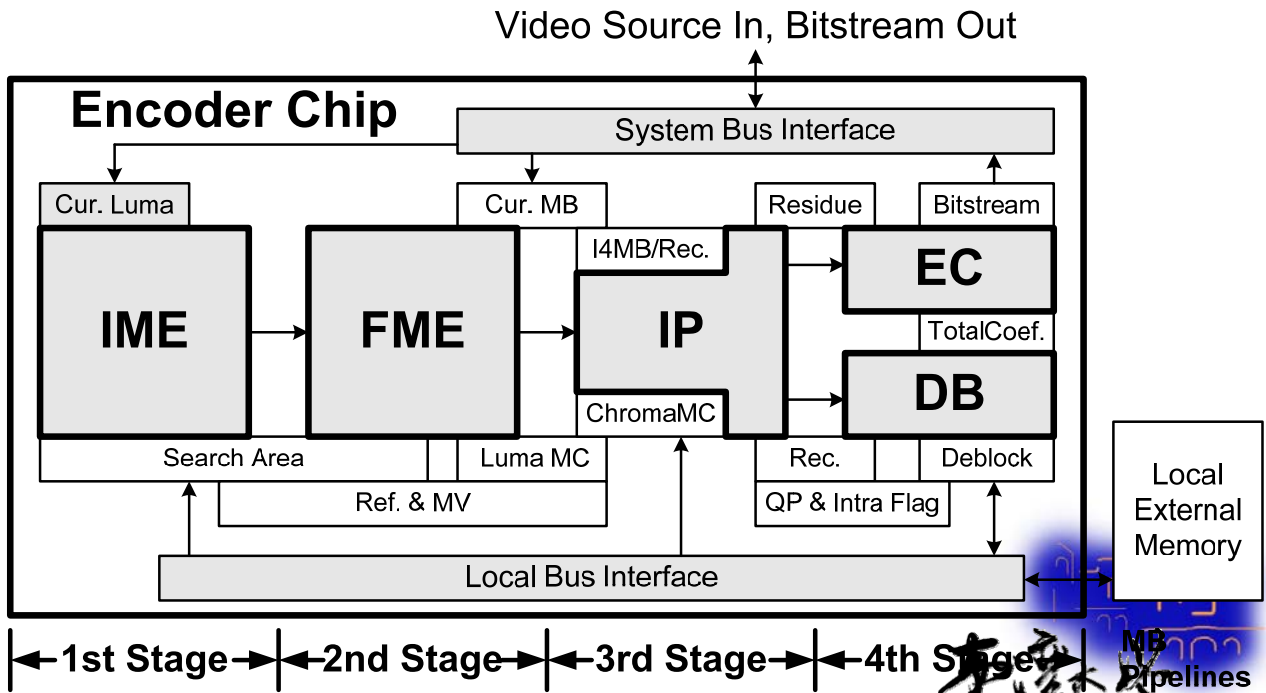 Video Source In, Bitstream Out
Encoder Chip
System Bus Interface
Cur. Luma
Cur. MB
Residue
Bitstream
I4MB/Rec.
IME
FME
IP
EC
TotalCoef.
DB
ChromaMC
Search Area
Luma MC
Rec.
Deblock
Ref. & MV
QP & Intra Flag
Local External Memory
Local Bus Interface
1st Stage
2nd Stage
3rd Stage
4th Stage
MB Pipelines